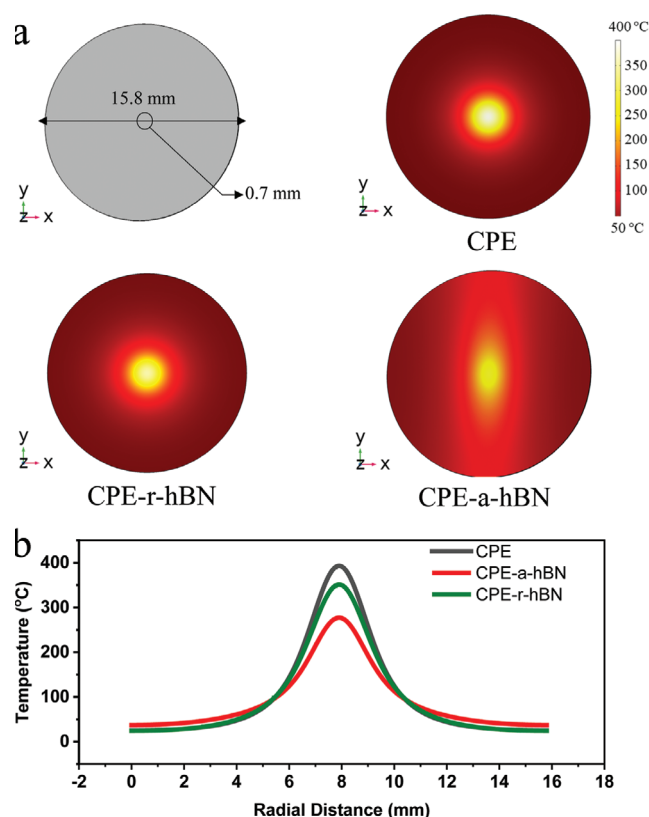 a
15.8 mm
0.7 mm
y
z x
400 °C
350
300
250
200
150
100
50 °C
y
z x
CPE
y
z x
CPE-r-hBN
y
z x
CPE-a-hBN
b
Temperature (°C)
400
300
200
100
0
CPE
CPE-a-hBN
CPE-r-hBN
-2 0 2 4 6 8 10 12 14 16 18
Radial Distance (mm)